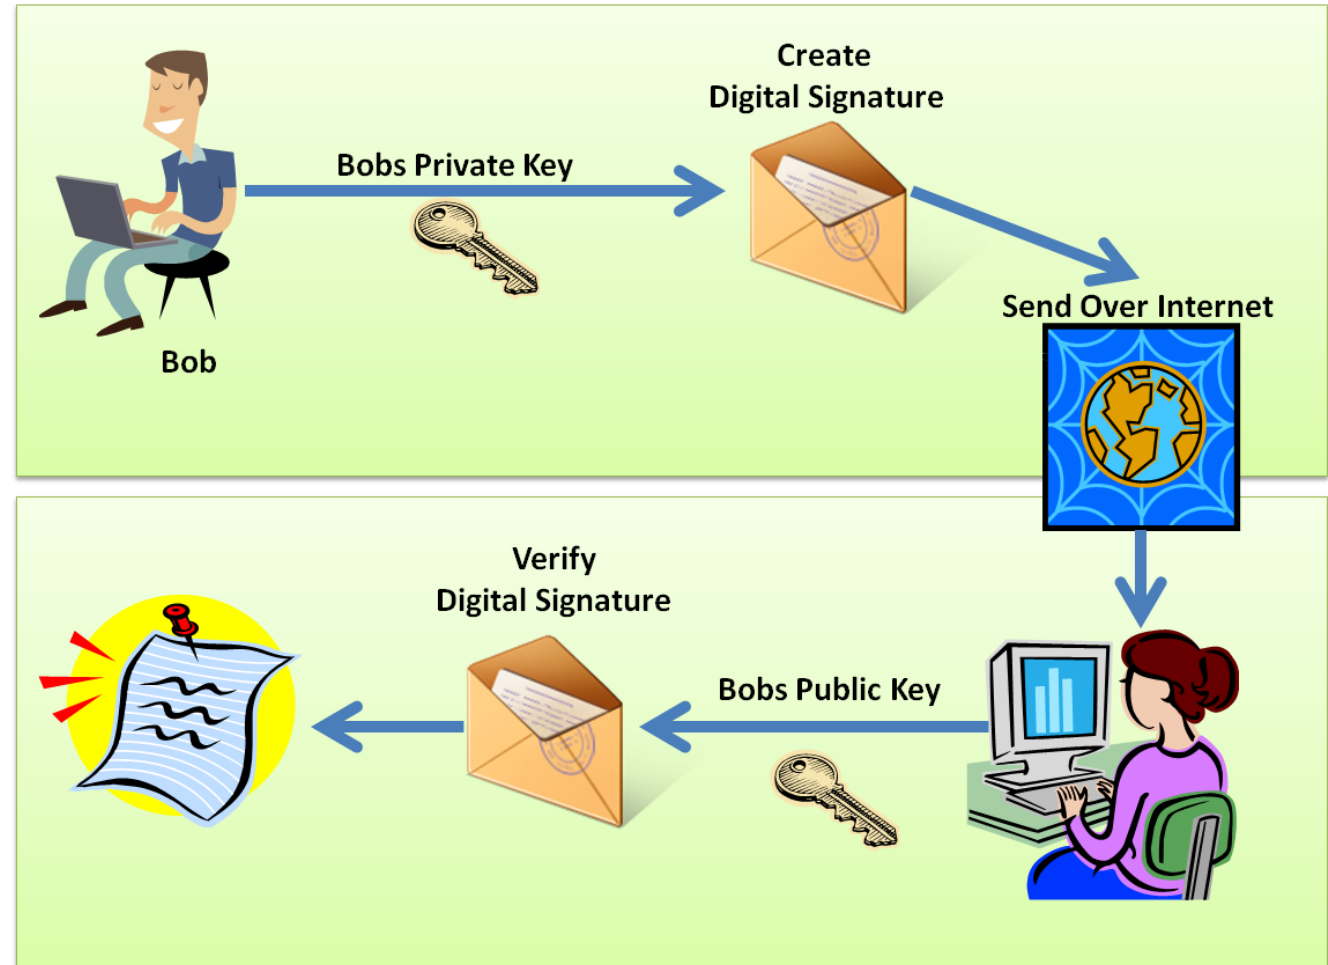 Create
Digital Signature
Bobs Private Key
Send Over Internet
Bob
Verify
Digital Signature
Bobs Public Key